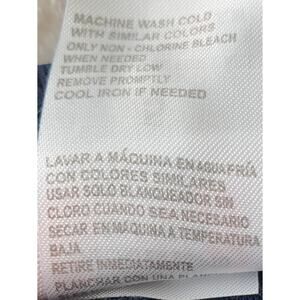 MACHINE WASH COLD
WITH SIMILAR COLORS
ONLY NON - CHLORINE BLEACH
WHEN NEEDED
TUMBLE DRY LOW
REMOVE PROMPTLY
COOL IRON IF NEEDED
LAVAR A MÁQUINA EN AGUA FRÍA
CON COLORES SIMILARES
USAR SOLO BLANQUEADOR SIN
CLORO CUANDO SEA NECESARIO
SECAR EN MAQUINA A TEMPERATURA
BAJA
RETIRE INMEDIATAMENTE
PLANCHAR CON UNA